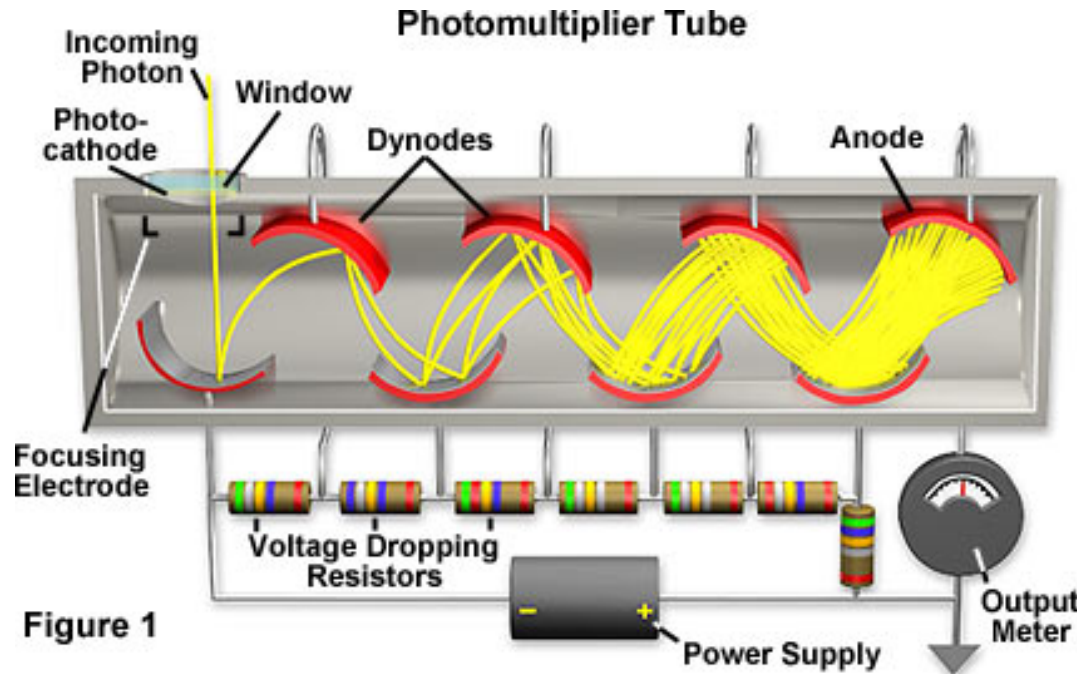 Photomultiplier Tube
Incoming
Photon
Window
Photo-
cathode
Dynodes
Anode
Focusing
Electrode
Voltage Dropping
Resistors
Figure 1
− +
Power Supply
Output
Meter